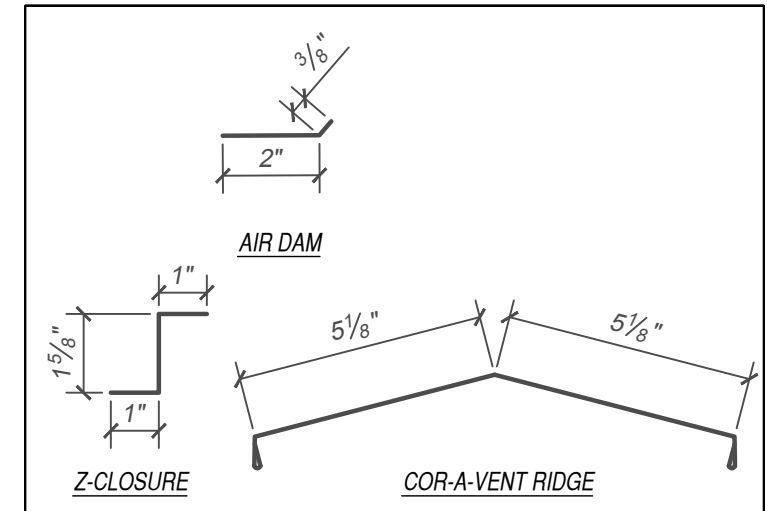 3/8"
2"
AIR DAM
1"
1 5/8"
1"
Z-CLOSURE
5 1/8"
5 1/8"
COR-A-VENT RIDGE